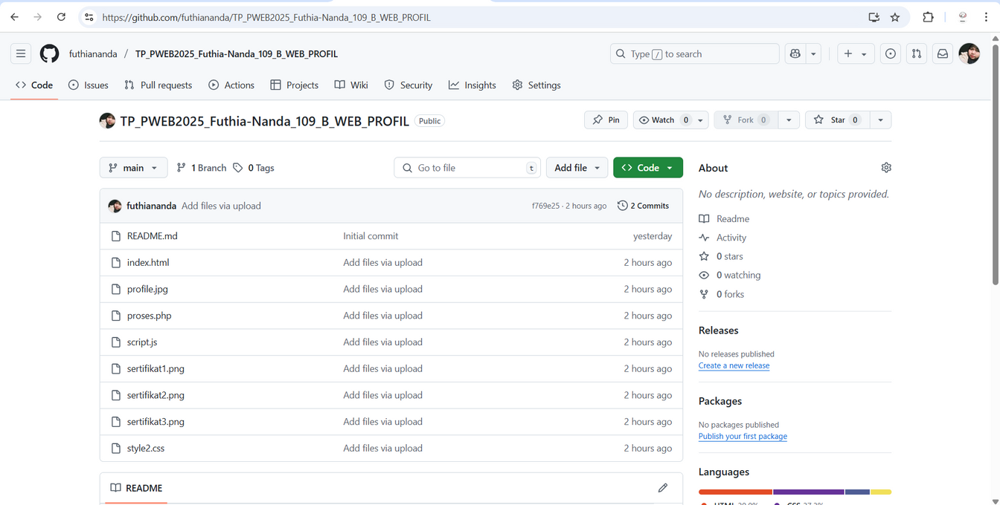 https://github.com/futhiananda/TP_PWEB2025_Futhia-Nanda_109_B_WEB_PROFIL
futhiananda / TP_PWEB2025_Futhia-Nanda_109_B_WEB_PROFIL
Type / to search
Code Issues Pull requests Actions Projects Wiki Security Insights Settings
TP_PWEB2025_Futhia-Nanda_109_B_WEB_PROFIL Public
Pin Watch 0 Fork 0 Star 0
main 1 Branch 0 Tags Go to file t Add file Code
futhiananda Add files via upload f769e25 · 2 hours ago 2 Commits
README.md Initial commit yesterday
index.html Add files via upload 2 hours ago
profile.jpg Add files via upload 2 hours ago
proses.php Add files via upload 2 hours ago
script.js Add files via upload 2 hours ago
sertifikat1.png Add files via upload 2 hours ago
sertifikat2.png Add files via upload 2 hours ago
sertifikat3.png Add files via upload 2 hours ago
style2.css Add files via upload 2 hours ago
README
About
No description, website, or topics provided.
Readme
Activity
0 stars
0 watching
0 forks
Releases
No releases published
Create a new release
Packages
No packages published
Publish your first package
Languages